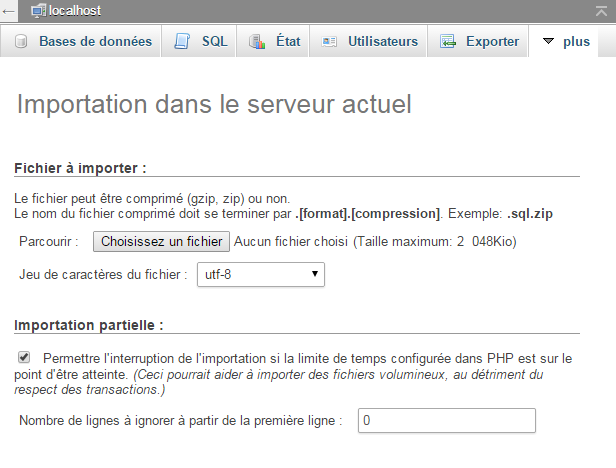 localhost
Bases de données SQL État Utilisateurs Exporter plus
Importation dans le serveur actuel
Fichier à importer :
Le fichier peut être comprimé (gzip, zip) ou non.
Le nom du fichier comprimé doit se terminer par .[format].[compression]. Exemple: .sql.zip
Parcourir : Choisissez un fichier Aucun fichier choisi (Taille maximum: 2 048Kio)
Jeu de caractères du fichier : utf-8
Importation partielle :
Permettre l'interruption de l'importation si la limite de temps configurée dans PHP est sur le
point d'être atteinte. (Ceci pourrait aider à importer des fichiers volumineux, au détriment du
respect des transactions.)
Nombre de lignes à ignorer à partir de la première ligne : 0